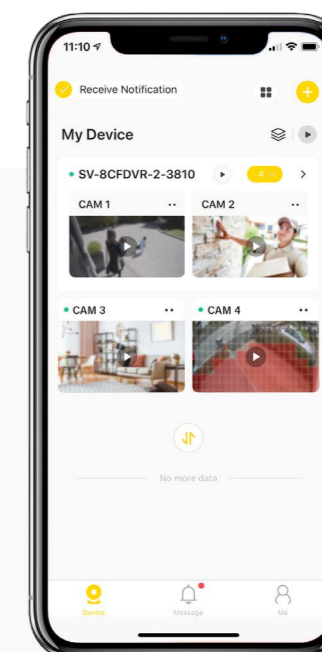 11:10
Receive Notification
My Device
SV-8CFDVR-2-3810
4
CAM 1
CAM 2
CAM 3
CAM 4
No more data
Device
Message
Me